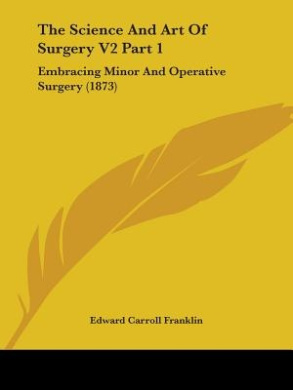 The Science And Art Of
Surgery V2 Part 1
Embracing Minor And Operative
Surgery (1873)
Edward Carroll Franklin